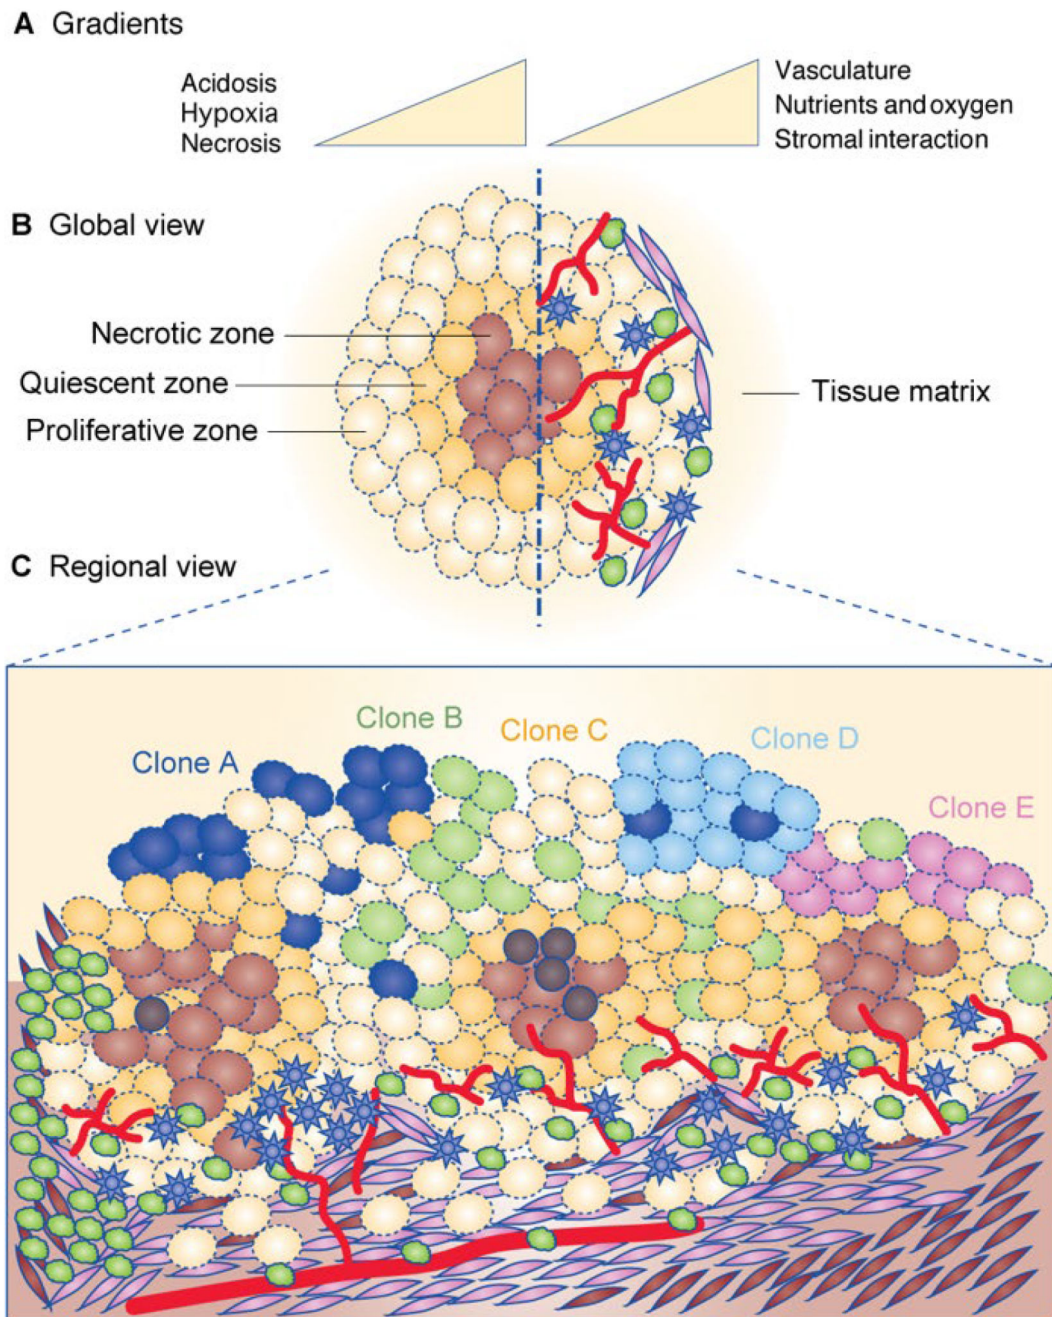 A Gradients
Acidosis
Hypoxia
Necrosis
Vasculature
Nutrients and oxygen
Stromal interaction
B Global view
Necrotic zone
Quiescent zone
Proliferative zone
Tissue matrix
C Regional view
Clone A
Clone B
Clone C
Clone D
Clone E